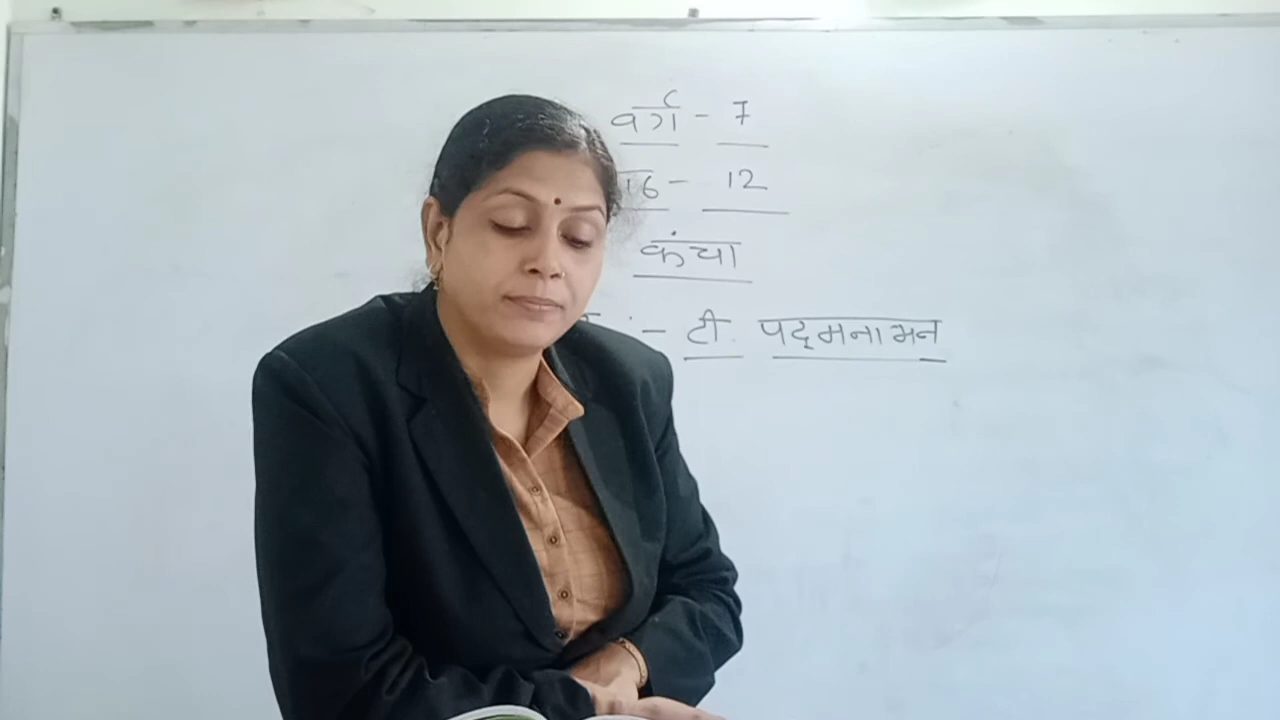 वर्ग - 7
- 12
कंचा
:- टी. पद्मनाभन